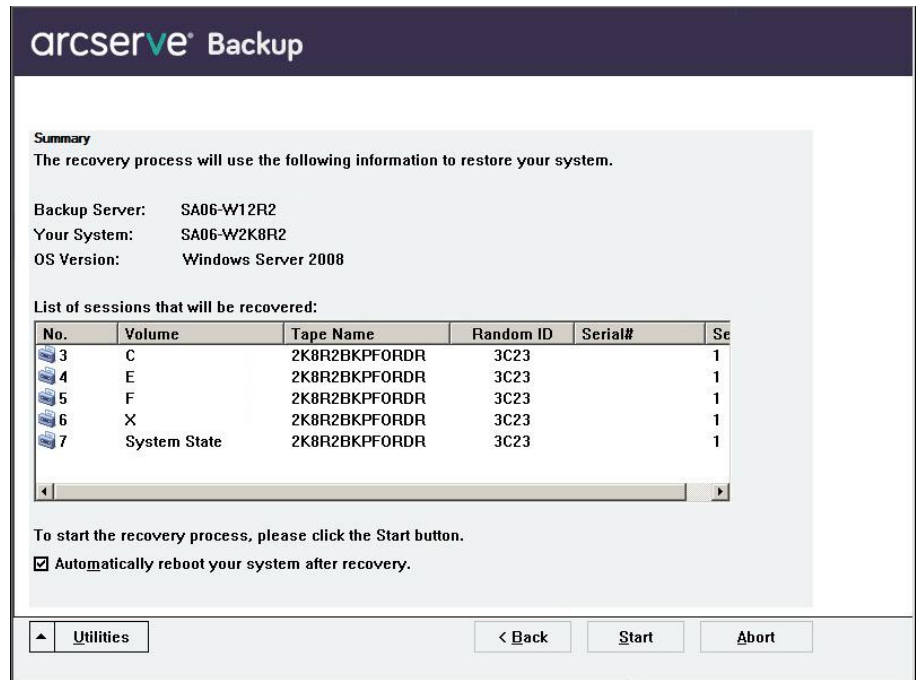 arcserve® Backup
Summary
The recovery process will use the following information to restore your system.
Backup Server: SA06-W12R2
Your System: SA06-W2K8R2
OS Version: Windows Server 2008
List of sessions that will be recovered:
No. Volume Tape Name Random ID Serial# Se
3 C 2K8R2BKPFORDR 3C23 1
4 E 2K8R2BKPFORDR 3C23 1
5 F 2K8R2BKPFORDR 3C23 1
6 X 2K8R2BKPFORDR 3C23 1
7 System State 2K8R2BKPFORDR 3C23 1
To start the recovery process, please click the Start button.
Automatically reboot your system after recovery.
Utilities < Back Start Abort